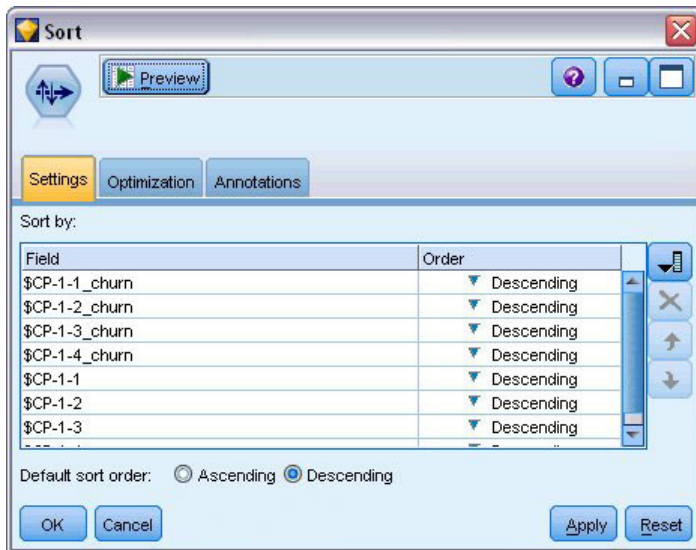 Sort
Preview
Settings Optimization Annotations
Sort by:
Field Order
$CP-1-1_churn Descending
$CP-1-2_churn Descending
$CP-1-3_churn Descending
$CP-1-4_churn Descending
$CP-1-1 Descending
$CP-1-2 Descending
$CP-1-3 Descending
Default sort order: Ascending Descending
OK Cancel Apply Reset